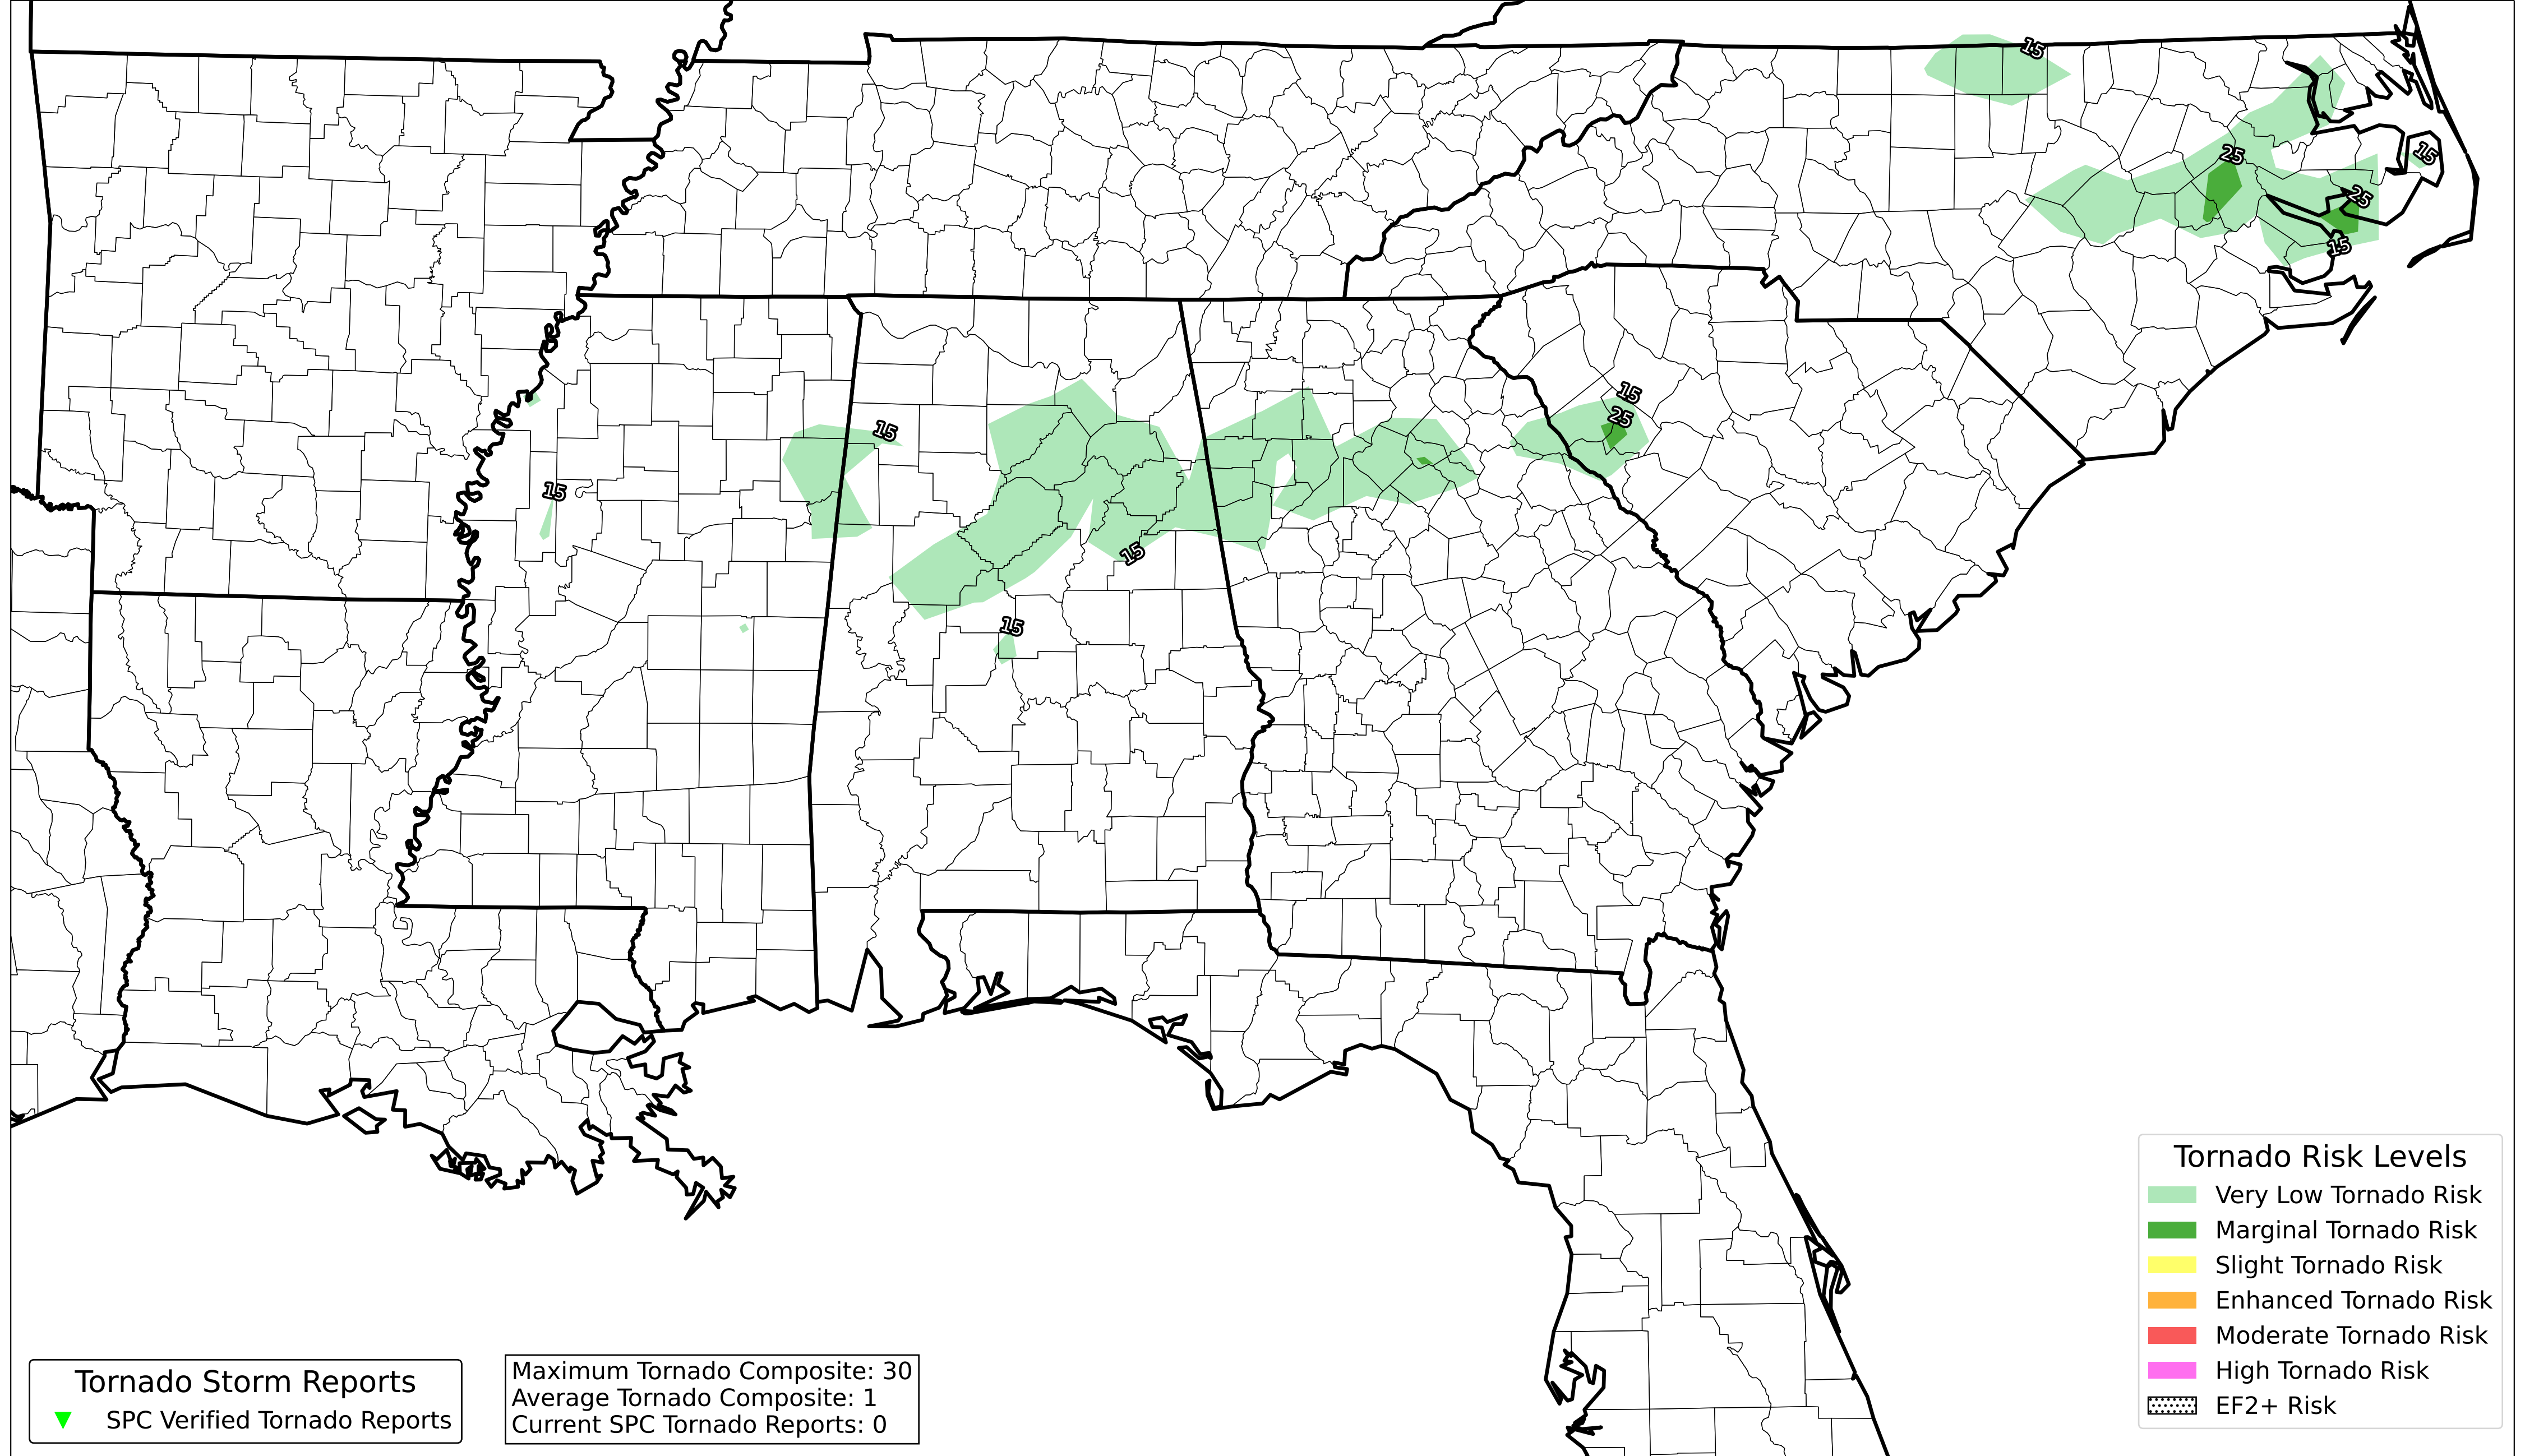 15
25
15
25
15
15
25
15
15
15
15
Tornado Risk Levels
Very Low Tornado Risk
Marginal Tornado Risk
Slight Tornado Risk
Enhanced Tornado Risk
Moderate Tornado Risk
High Tornado Risk
EF2+ Risk
Tornado Storm Reports
SPC Verified Tornado Reports
Maximum Tornado Composite: 30
Average Tornado Composite: 1
Current SPC Tornado Reports: 0